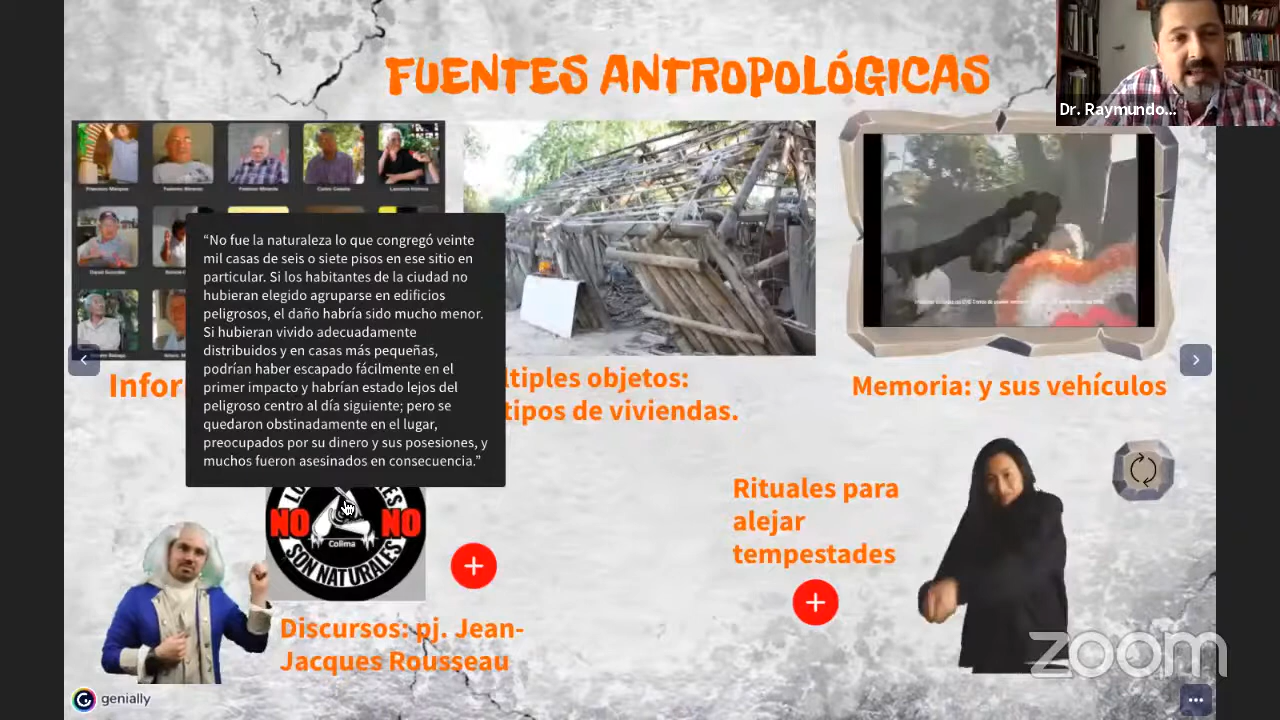 FUENTES ANTROPOLÓGICAS
Dr. Raymundo...
“No fue la naturaleza lo que congregó veinte
mil casas de seis o siete pisos en ese sitio en
particular. Si los habitantes de la ciudad no
hubieran elegido agruparse en edificios
peligrosos, el daño habría sido mucho menor.
Si hubieran vivido adecuadamente
distribuidos y en casas más pequeñas,
podrían haber escapado fácilmente en el
primer impacto y habrían estado lejos del
peligroso centro al día siguiente; pero se
quedaron obstinadamente en el lugar,
preocupados por su dinero y sus posesiones, y
muchos fueron asesinados en consecuencia.”
Infor
ltiples objetos:
tipos de viviendas.
Memoria: y sus vehículos
NO NO
Colima
SON NATURALES
Discursos: pj. Jean-
Jacques Rousseau
Rituales para
alejar
tempestades
zoom
genially